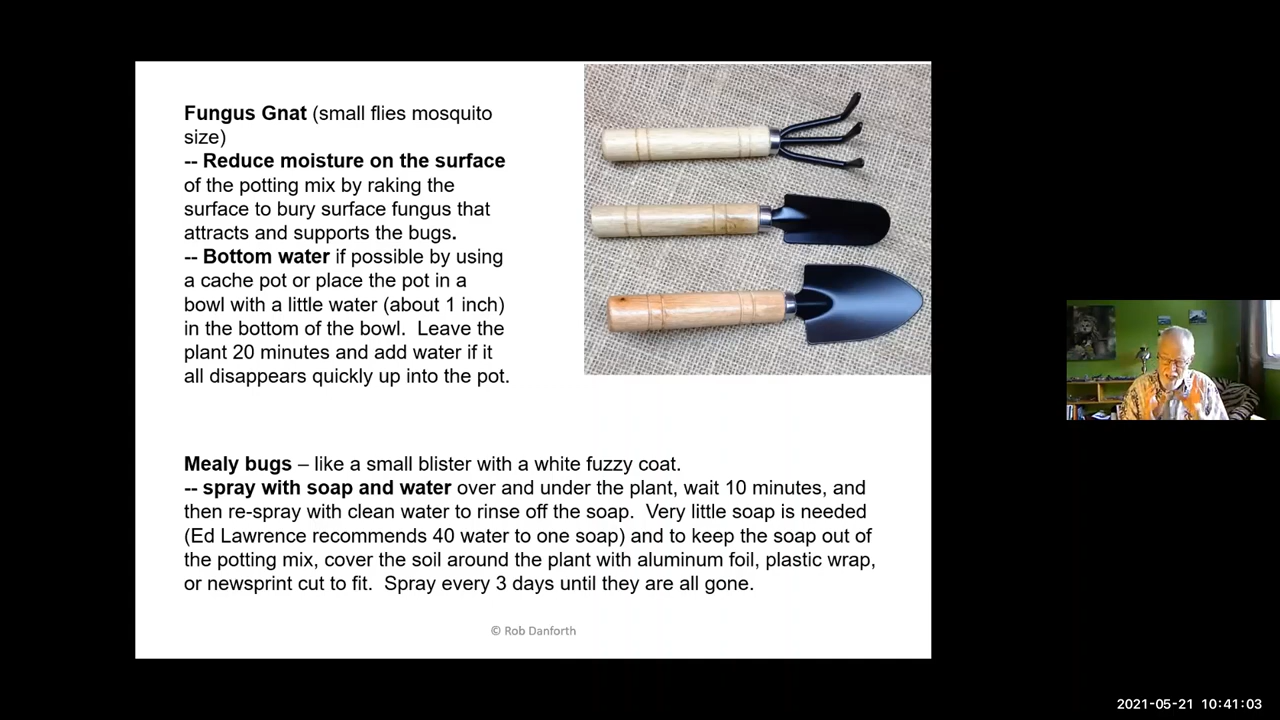 Fungus Gnat (small flies mosquito
size)
-- Reduce moisture on the surface
of the potting mix by raking the
surface to bury surface fungus that
attracts and supports the bugs.
-- Bottom water if possible by using
a cache pot or place the pot in a
bowl with a little water (about 1 inch)
in the bottom of the bowl.  Leave the
plant 20 minutes and add water if it
all disappears quickly up into the pot.
Mealy bugs – like a small blister with a white fuzzy coat.
-- spray with soap and water over and under the plant, wait 10 minutes, and
then re-spray with clean water to rinse off the soap.  Very little soap is needed
(Ed Lawrence recommends 40 water to one soap) and to keep the soap out of
the potting mix, cover the soil around the plant with aluminum foil, plastic wrap,
or newsprint cut to fit.  Spray every 3 days until they are all gone.
© Rob Danforth
2021-05-21 10:41:03